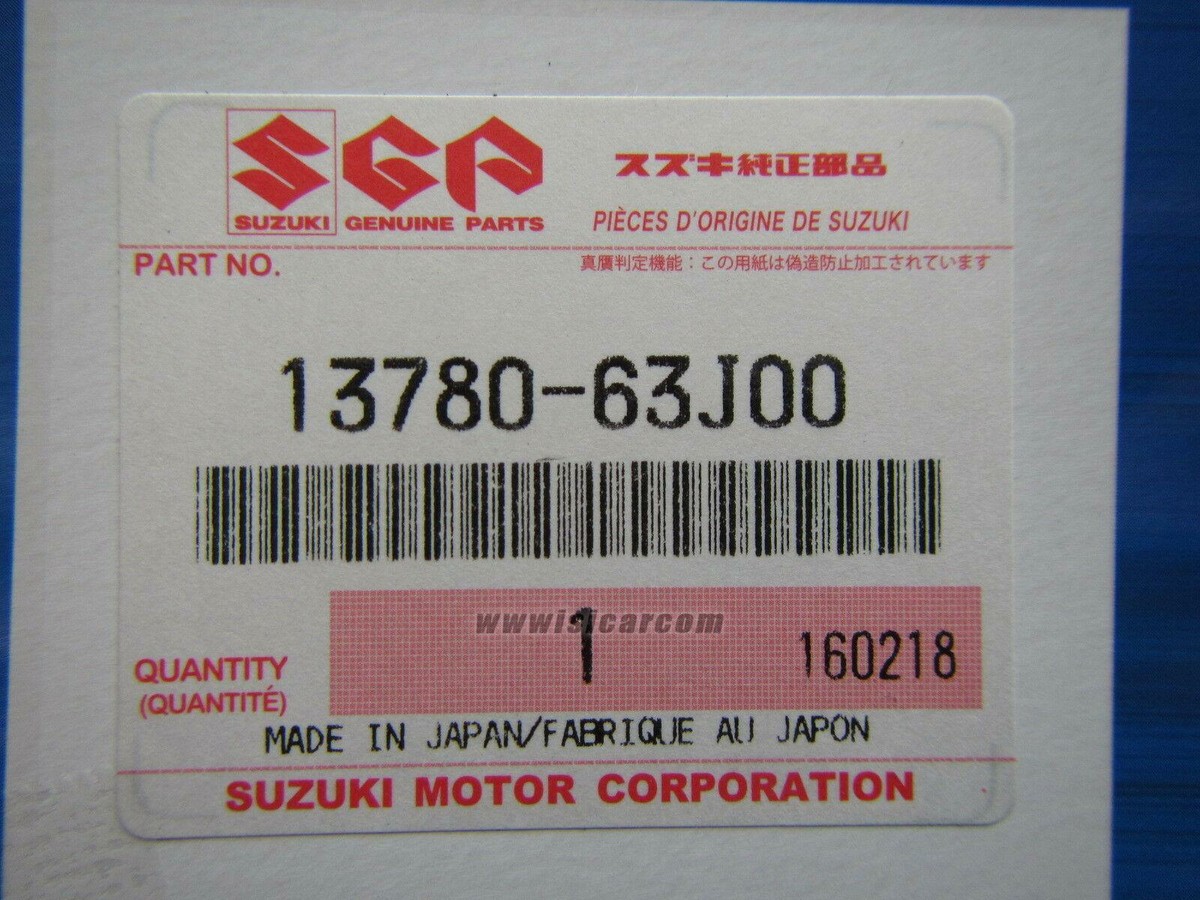 SGP
SUZUKI GENUINE PARTS
スズキ純正部品
PIÈCES D'ORIGINE DE SUZUKI
PART NO.
真贋判定機能：この用紙は偽造防止加工されています
13780-63J00
wwwisicarcom
1
160218
QUANTITY
(QUANTITÉ)
MADE IN JAPAN/FABRIQUE AU JAPON
SUZUKI MOTOR CORPORATION